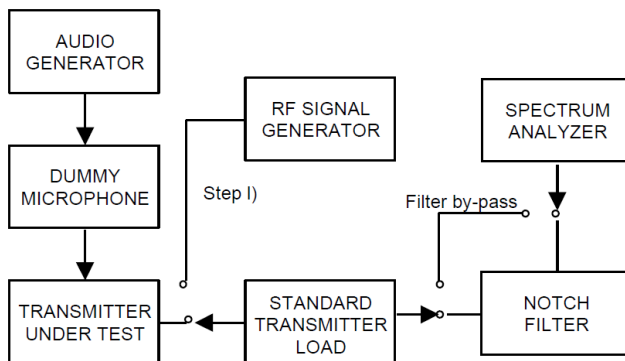 AUDIO
GENERATOR
RF SIGNAL
GENERATOR
SPECTRUM
ANALYZER
DUMMY
MICROPHONE
Step I)
Filter by-pass
TRANSMITTER
UNDER TEST
STANDARD
TRANSMITTER
LOAD
NOTCH
FILTER